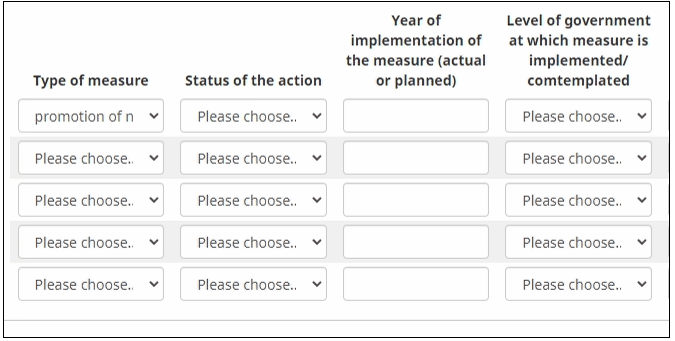 Type of measure
Status of the action
Year of
implementation of
the measure (actual
or planned)
Level of government
at which measure is
implemented/
comtemplated
promotion of n Please choose.. Please choose..
Please choose.. Please choose.. Please choose..
Please choose.. Please choose.. Please choose..
Please choose.. Please choose.. Please choose..
Please choose.. Please choose.. Please choose..